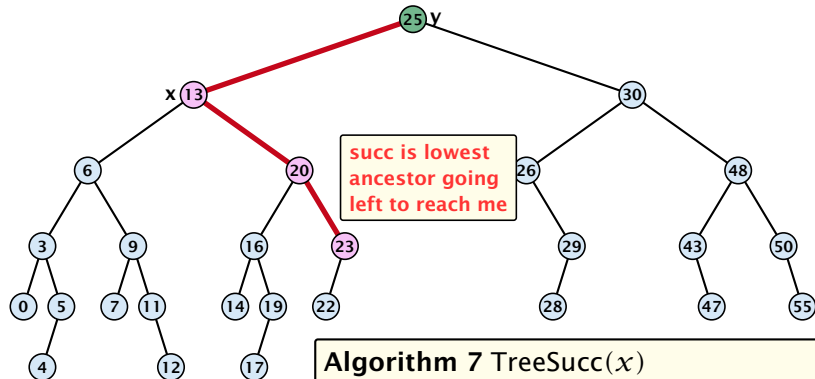 25 y
x 13 30
6 20 26 48
succ is lowest
ancestor going
left to reach me
3 9 16 23 29 43 50
0 5 7 11 14 19 22 28 47 55
4 12 17
Algorithm 7 TreeSucc(x)